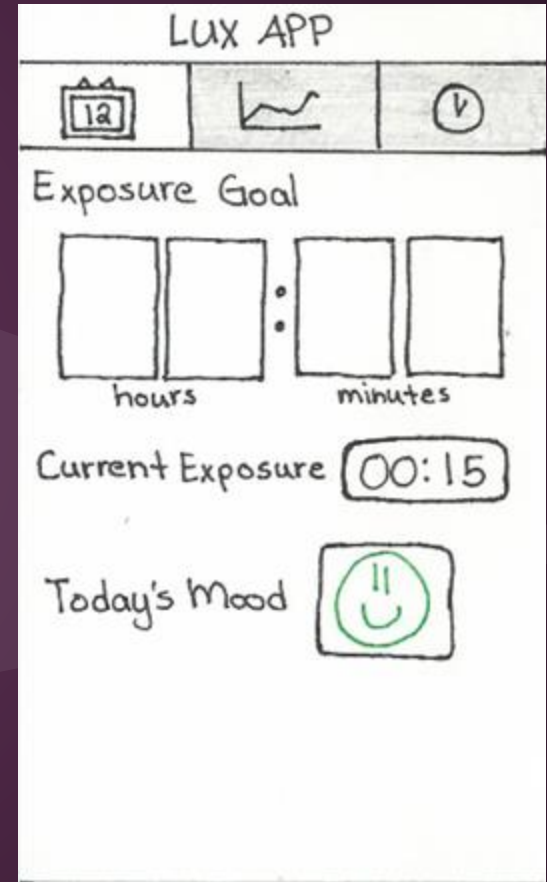 LUX APP
12
Exposure Goal
:
hours minutes
Current Exposure 00:15
Today's Mood